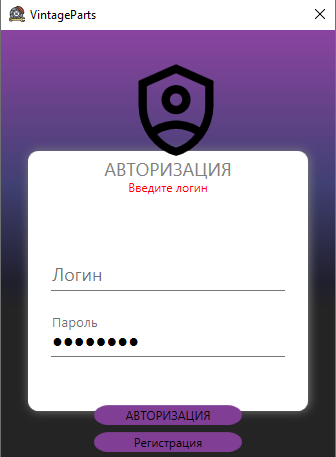 VintageParts
АВТОРИЗАЦИЯ
Введите логин
Логин
Пароль
●●●●●●●●
АВТОРИЗАЦИЯ
Регистрация